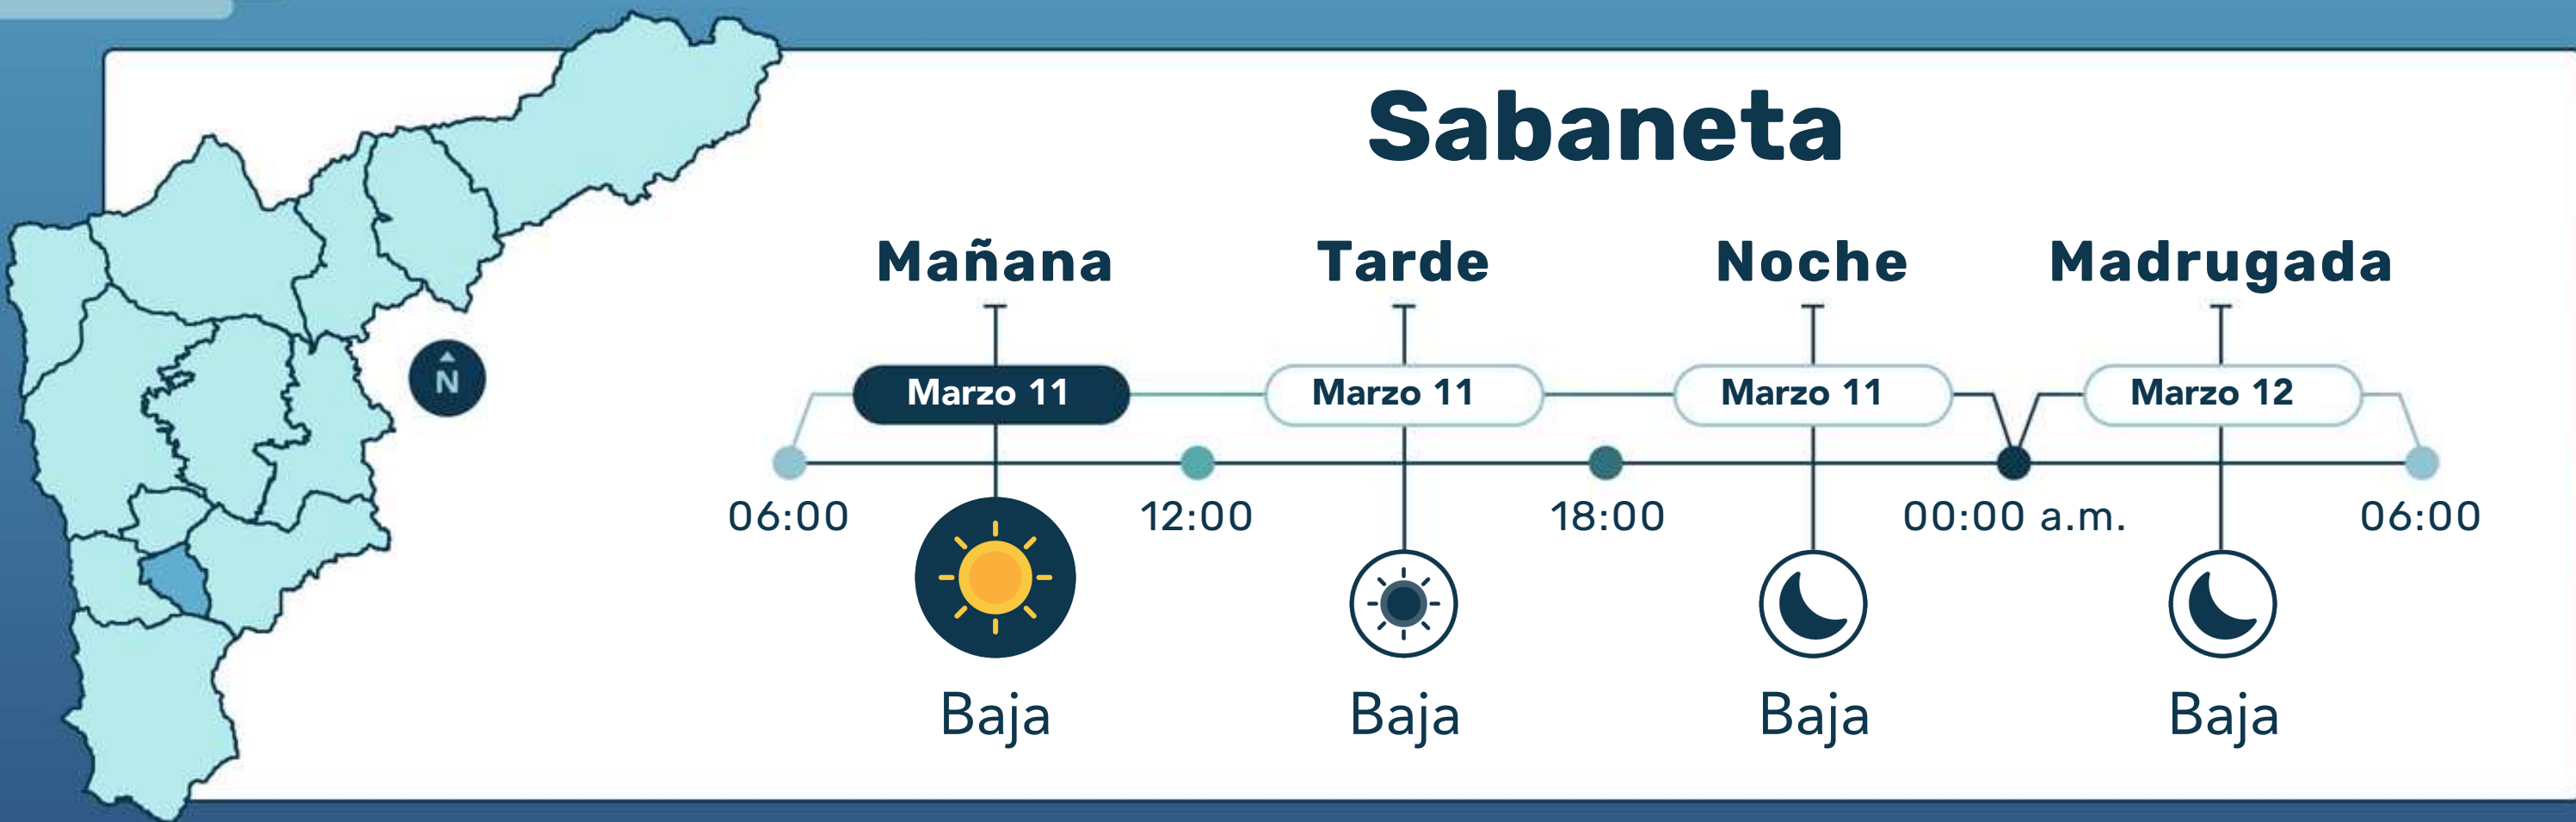 Sabaneta
Mañana Tarde Noche Madrugada
Marzo 11 Marzo 11 Marzo 11 Marzo 12
N
06:00 12:00 18:00 00:00 a.m. 06:00
Baja Baja Baja Baja